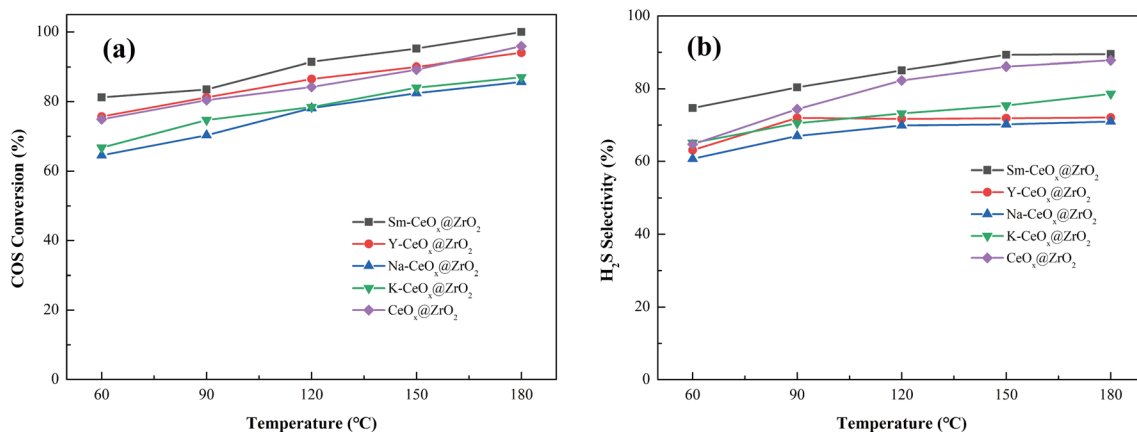 (a)
COS Conversion (%)
100
80
60
40
20
0
60 90 120 150 180
Temperature (°C)
Sm-CeOₓ@ZrO₂
Y-CeOₓ@ZrO₂
Na-CeOₓ@ZrO₂
K-CeOₓ@ZrO₂
CeOₓ@ZrO₂
(b)
H₂S Selectivity (%)
100
80
60
40
20
0
60 90 120 150 180
Temperature (°C)
Sm-CeOₓ@ZrO₂
Y-CeOₓ@ZrO₂
Na-CeOₓ@ZrO₂
K-CeOₓ@ZrO₂
CeOₓ@ZrO₂